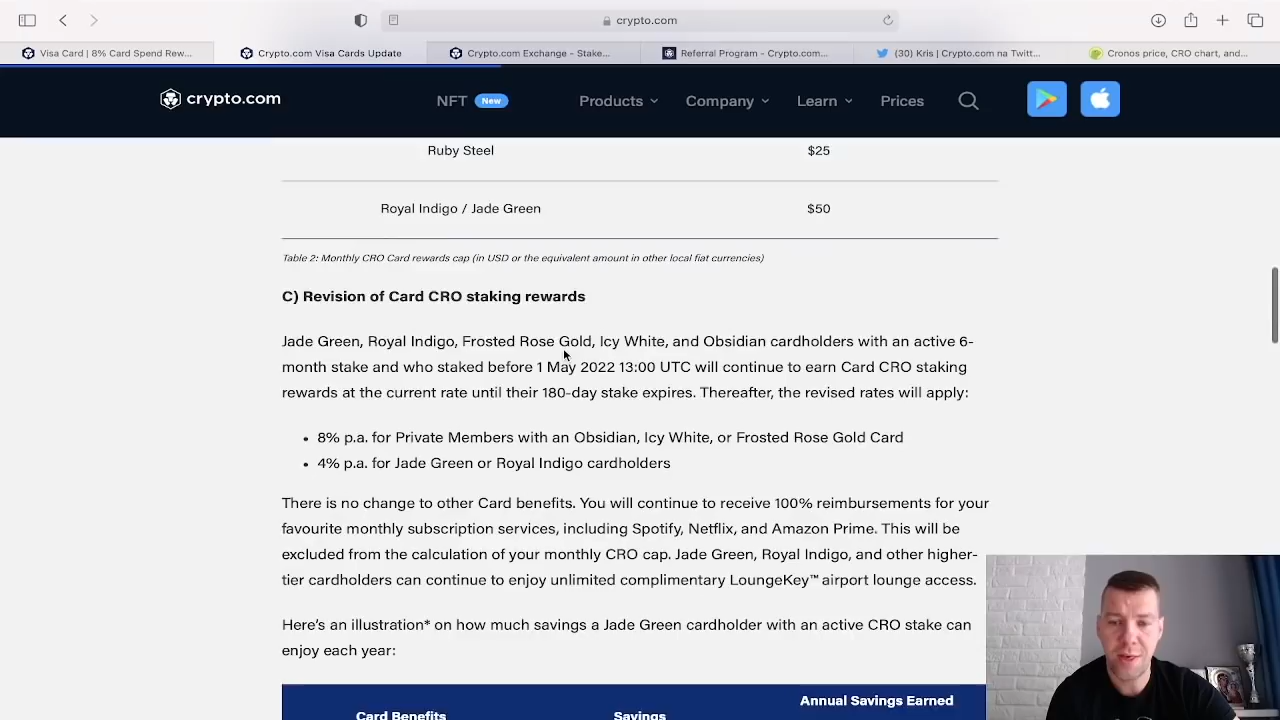 crypto.com
Visa Card | 8% Card Spend Rew...
Crypto.com Visa Cards Update
Crypto.com Exchange – Stake...
Referral Program – Crypto.com...
(30) Kris | Crypto.com na Twitt...
Cronos price, CRO chart, and...
crypto.com
NFT New
Products
Company
Learn
Prices
Ruby Steel $25
Royal Indigo / Jade Green $50
Table 2: Monthly CRO Card rewards cap (in USD or the equivalent amount in other local fiat currencies)
C) Revision of Card CRO staking rewards
Jade Green, Royal Indigo, Frosted Rose Gold, Icy White, and Obsidian cardholders with an active 6-
month stake and who staked before 1 May 2022 13:00 UTC will continue to earn Card CRO staking
rewards at the current rate until their 180-day stake expires. Thereafter, the revised rates will apply:
• 8% p.a. for Private Members with an Obsidian, Icy White, or Frosted Rose Gold Card
• 4% p.a. for Jade Green or Royal Indigo cardholders
There is no change to other Card benefits. You will continue to receive 100% reimbursements for your
favourite monthly subscription services, including Spotify, Netflix, and Amazon Prime. This will be
excluded from the calculation of your monthly CRO cap. Jade Green, Royal Indigo, and other higher-
tier cardholders can continue to enjoy unlimited complimentary LoungeKey™ airport lounge access.
Here's an illustration* on how much savings a Jade Green cardholder with an active CRO stake can
enjoy each year:
Annual Savings Earned
Card Benefits Savings